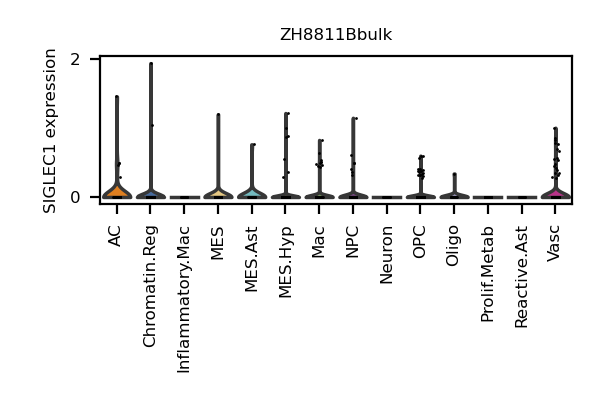 ZH8811Bbulk
SIGLEC1 expression
2
0
AC
Chromatin.Reg
Inflammatory.Mac
MES
MES.Ast
MES.Hyp
Mac
NPC
Neuron
OPC
Oligo
Prolif.Metab
Reactive.Ast
Vasc